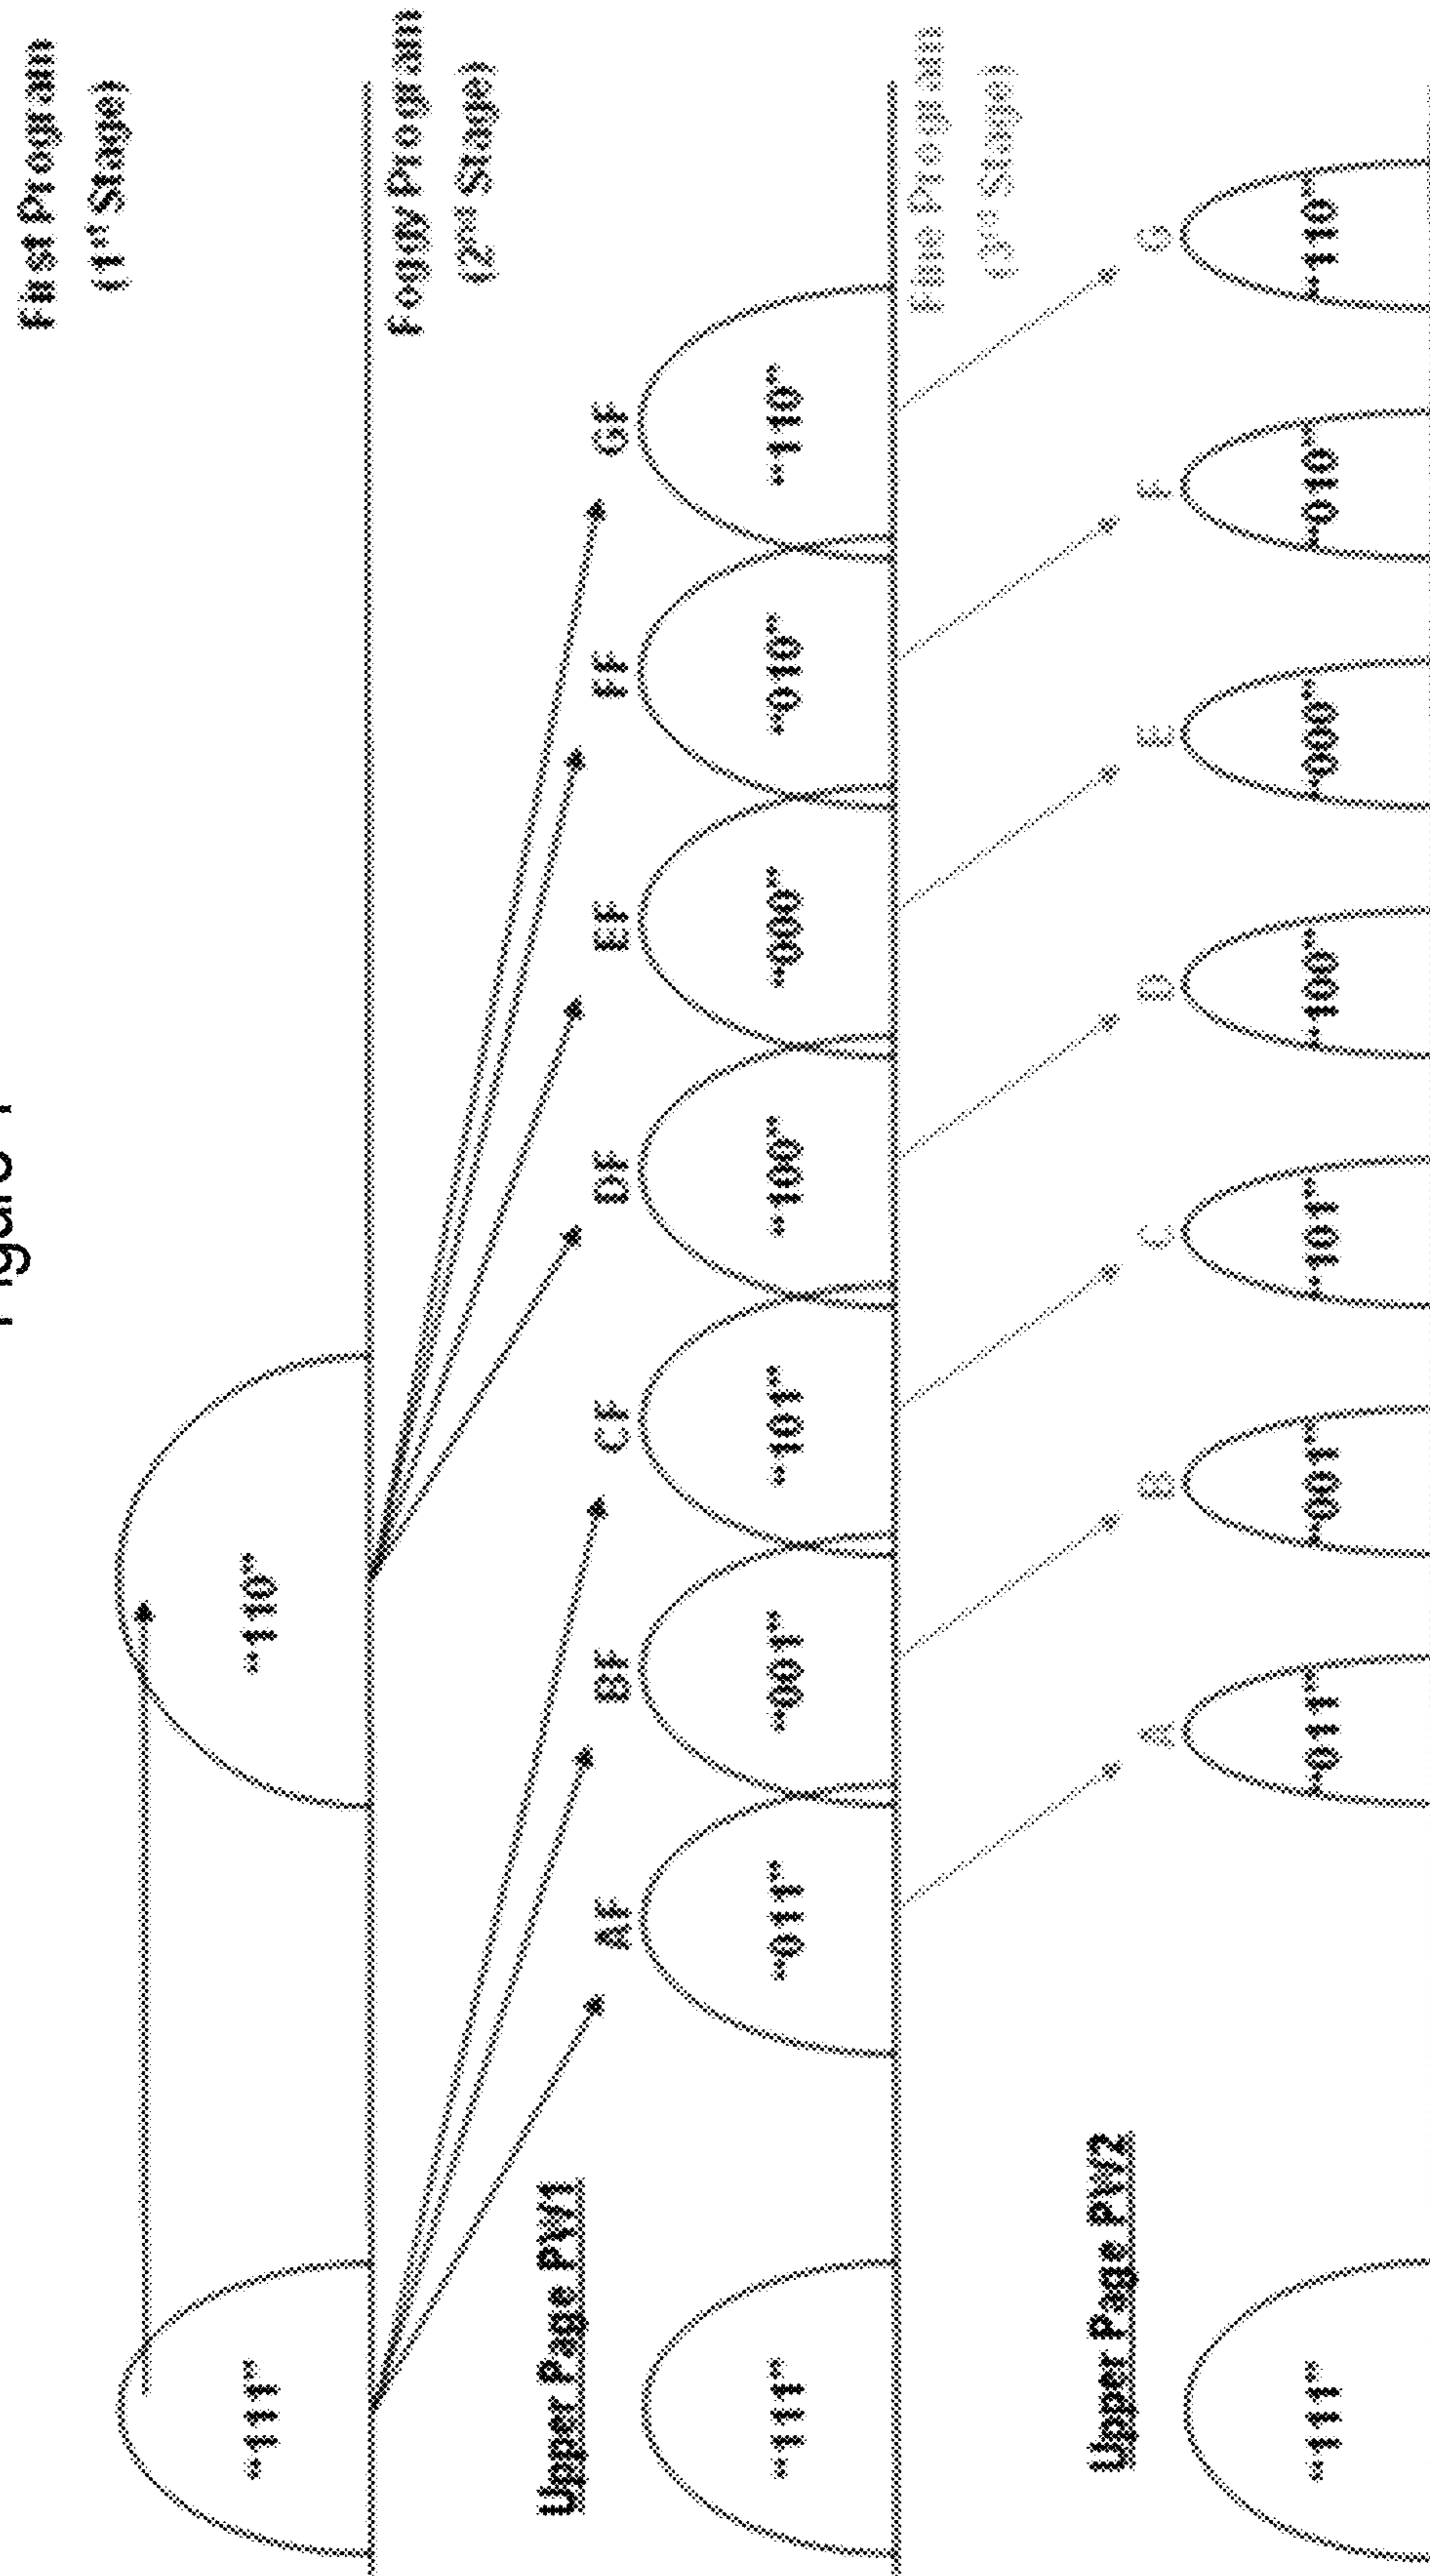 First Program
(1st Stage)
"111"
"110"
Foggy Program
(2nd Stage)
Upper Page PW1
AF
BF
CF
DF
EF
FF
GF
"111"
"011"
"001"
"101"
"100"
"000"
"010"
"110"
Fine Program
(3rd Stage)
Upper Page PW2
A
B
C
D
E
F
G
"111"
"011"
"001"
"101"
"100"
"000"
"010"
"110"